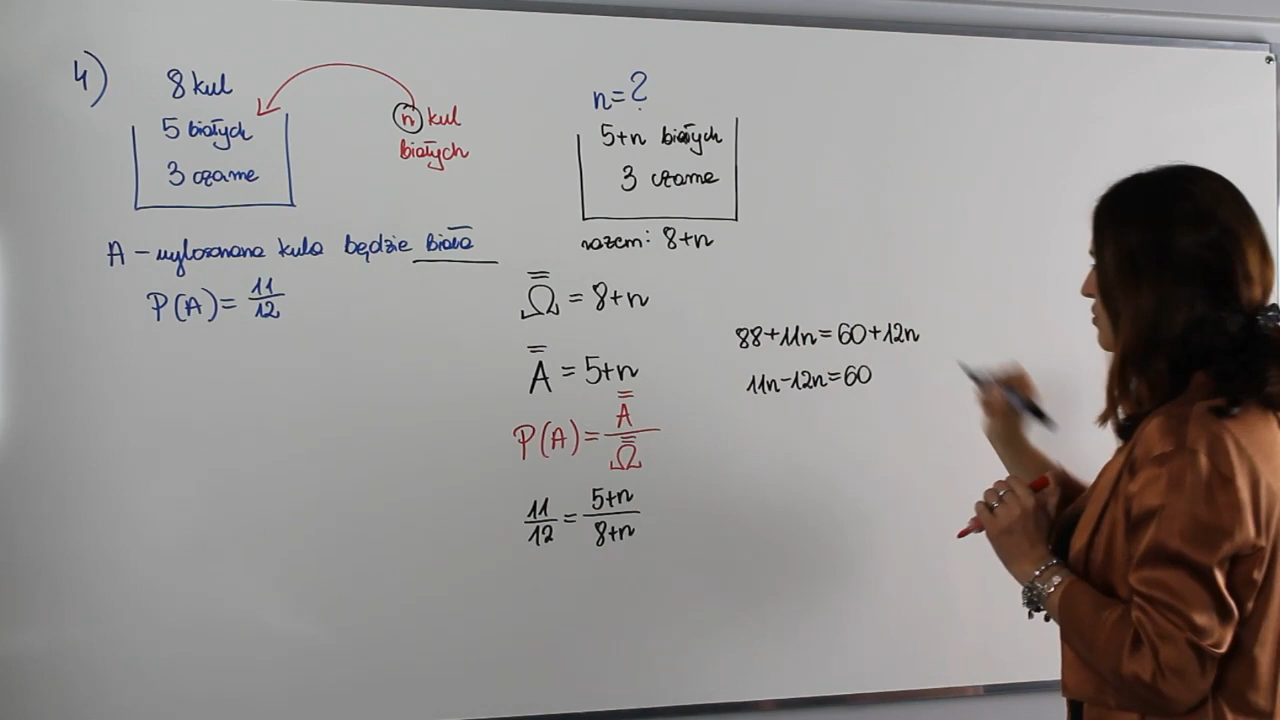 4)
8 kul
5 białych
3 czarne
n kul
białych
A – wylosowana kula będzie biała
P(A) = 11/12
n = ?
5+n białych
3 czarne
razem: 8+n
Ω̿ = 8+n
A̿ = 5+n
P(A) = A̿/Ω̿
11/12 = 5+n/8+n
88+11n=60+12n
11n-12n=60